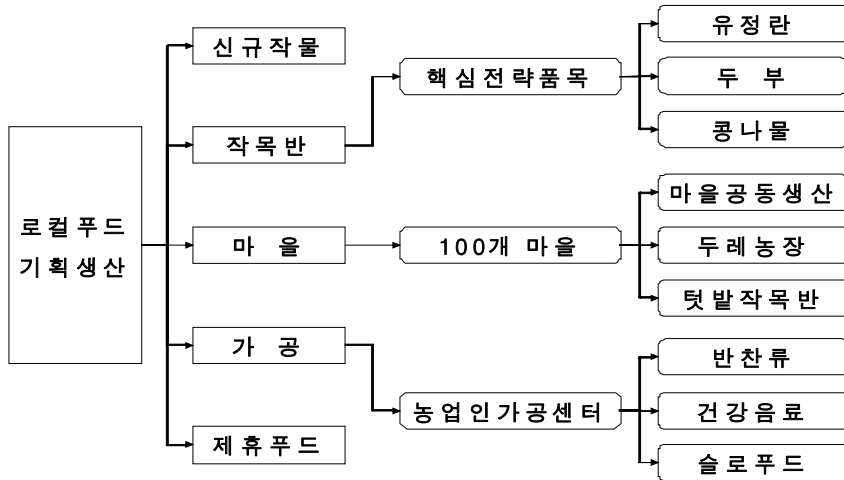 로컬푸드
기획생산
신규작물
작목반
마을
가공
제휴푸드
핵심전략품목
100개 마을
농업인가공센터
유정란
두부
콩나물
마을공동생산
두레농장
텃밭작목반
반찬류
건강음료
슬로푸드